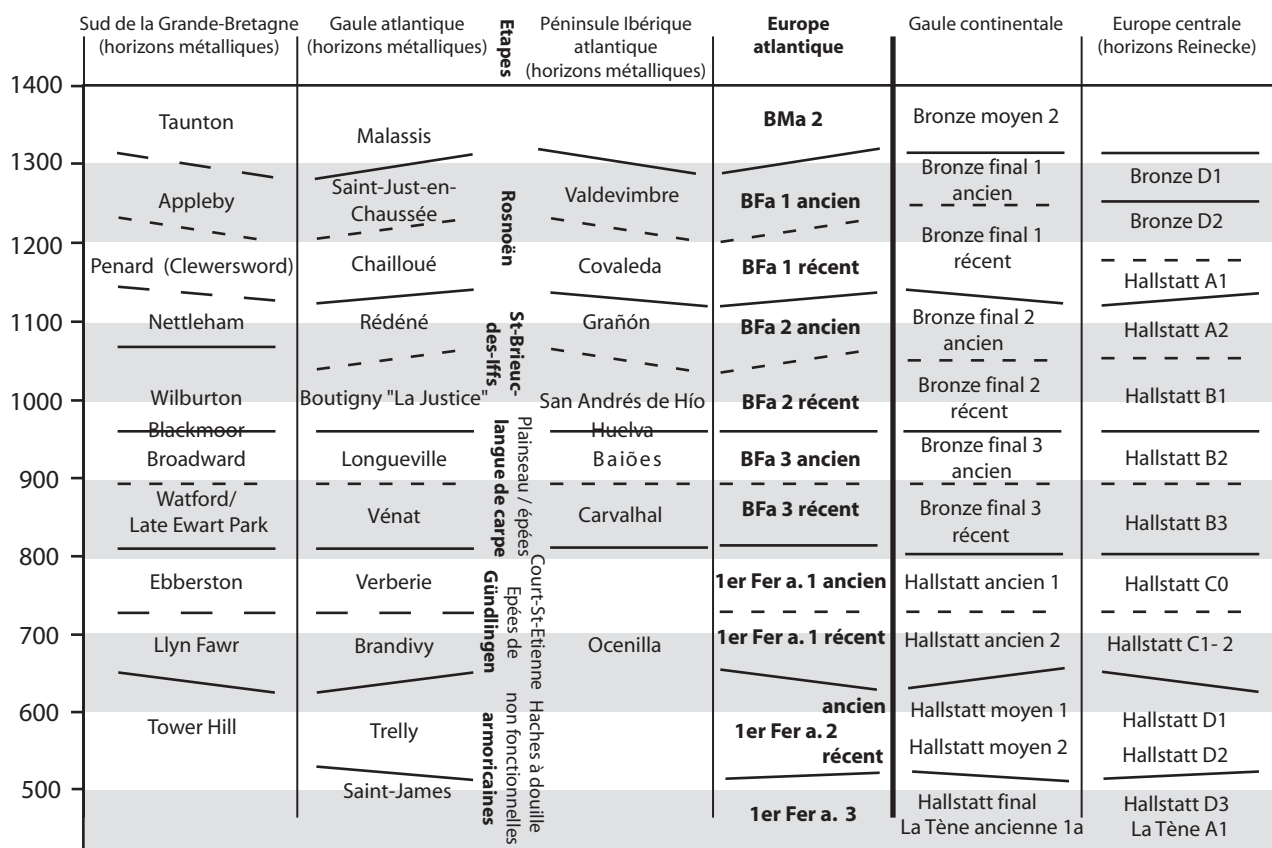 Sud de la Grande-Bretagne
(horizons métalliques)
Gaule atlantique
(horizons métalliques)
Etapes
Péninsule Ibérique
atlantique
(horizons métalliques)
Europe
atlantique
Gaule continentale
Europe centrale
(horizons Reinecke)
1400
1300
1200
1100
1000
900
800
700
600
500
Taunton
Appleby
Penard (Clewersword)
Nettleham
Wilburton
Blackmoor
Broadward
Watford/
Late Ewart Park
Ebberston
Llyn Fawr
Tower Hill
Malassis
Saint-Just-en-
Chaussée
Chailloué
Rédéné
Boutigny "La Justice"
Longueville
Vénat
Verberie
Brandivy
Trelly
Saint-James
Rosnoën
St-Brieuc-
des-Iffs
Plainseau / épées
langue de carpe
Court-St-Etienne
Epées de
Gündlingen
Haches à douille
non fonctionnelles
armoricaines
Valdevimbre
Covaleda
Grañón
San Andrés de Hío
Huelva
Baiões
Carvalhal
Ocenilla
BMa 2
BFa 1 ancien
BFa 1 récent
BFa 2 ancien
BFa 2 récent
BFa 3 ancien
BFa 3 récent
1er Fer a. 1 ancien
1er Fer a. 1 récent
ancien
1er Fer a. 2
récent
1er Fer a. 3
Bronze moyen 2
Bronze final 1
ancien
Bronze final 1
récent
Bronze final 2
ancien
Bronze final 2
récent
Bronze final 3
ancien
Bronze final 3
récent
Hallstatt ancien 1
Hallstatt ancien 2
Hallstatt moyen 1
Hallstatt moyen 2
Hallstatt final
La Tène ancienne 1a
Bronze D1
Bronze D2
Hallstatt A1
Hallstatt A2
Hallstatt B1
Hallstatt B2
Hallstatt B3
Hallstatt C0
Hallstatt C1- 2
Hallstatt D1
Hallstatt D2
Hallstatt D3
La Tène A1